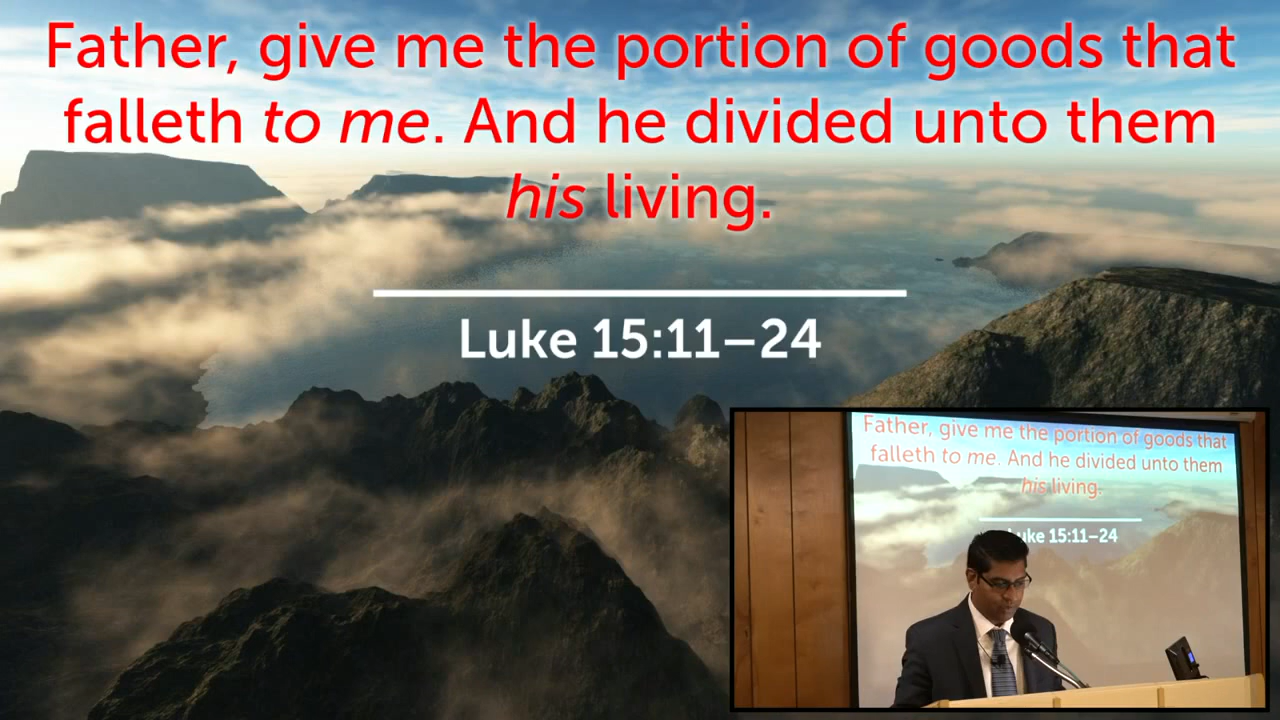 Father, give me the portion of goods that
falleth to me. And he divided unto them
his living.
Luke 15:11–24
Father, give me the portion of goods that
falleth to me. And he divided unto them
his living.
Luke 15:11–24